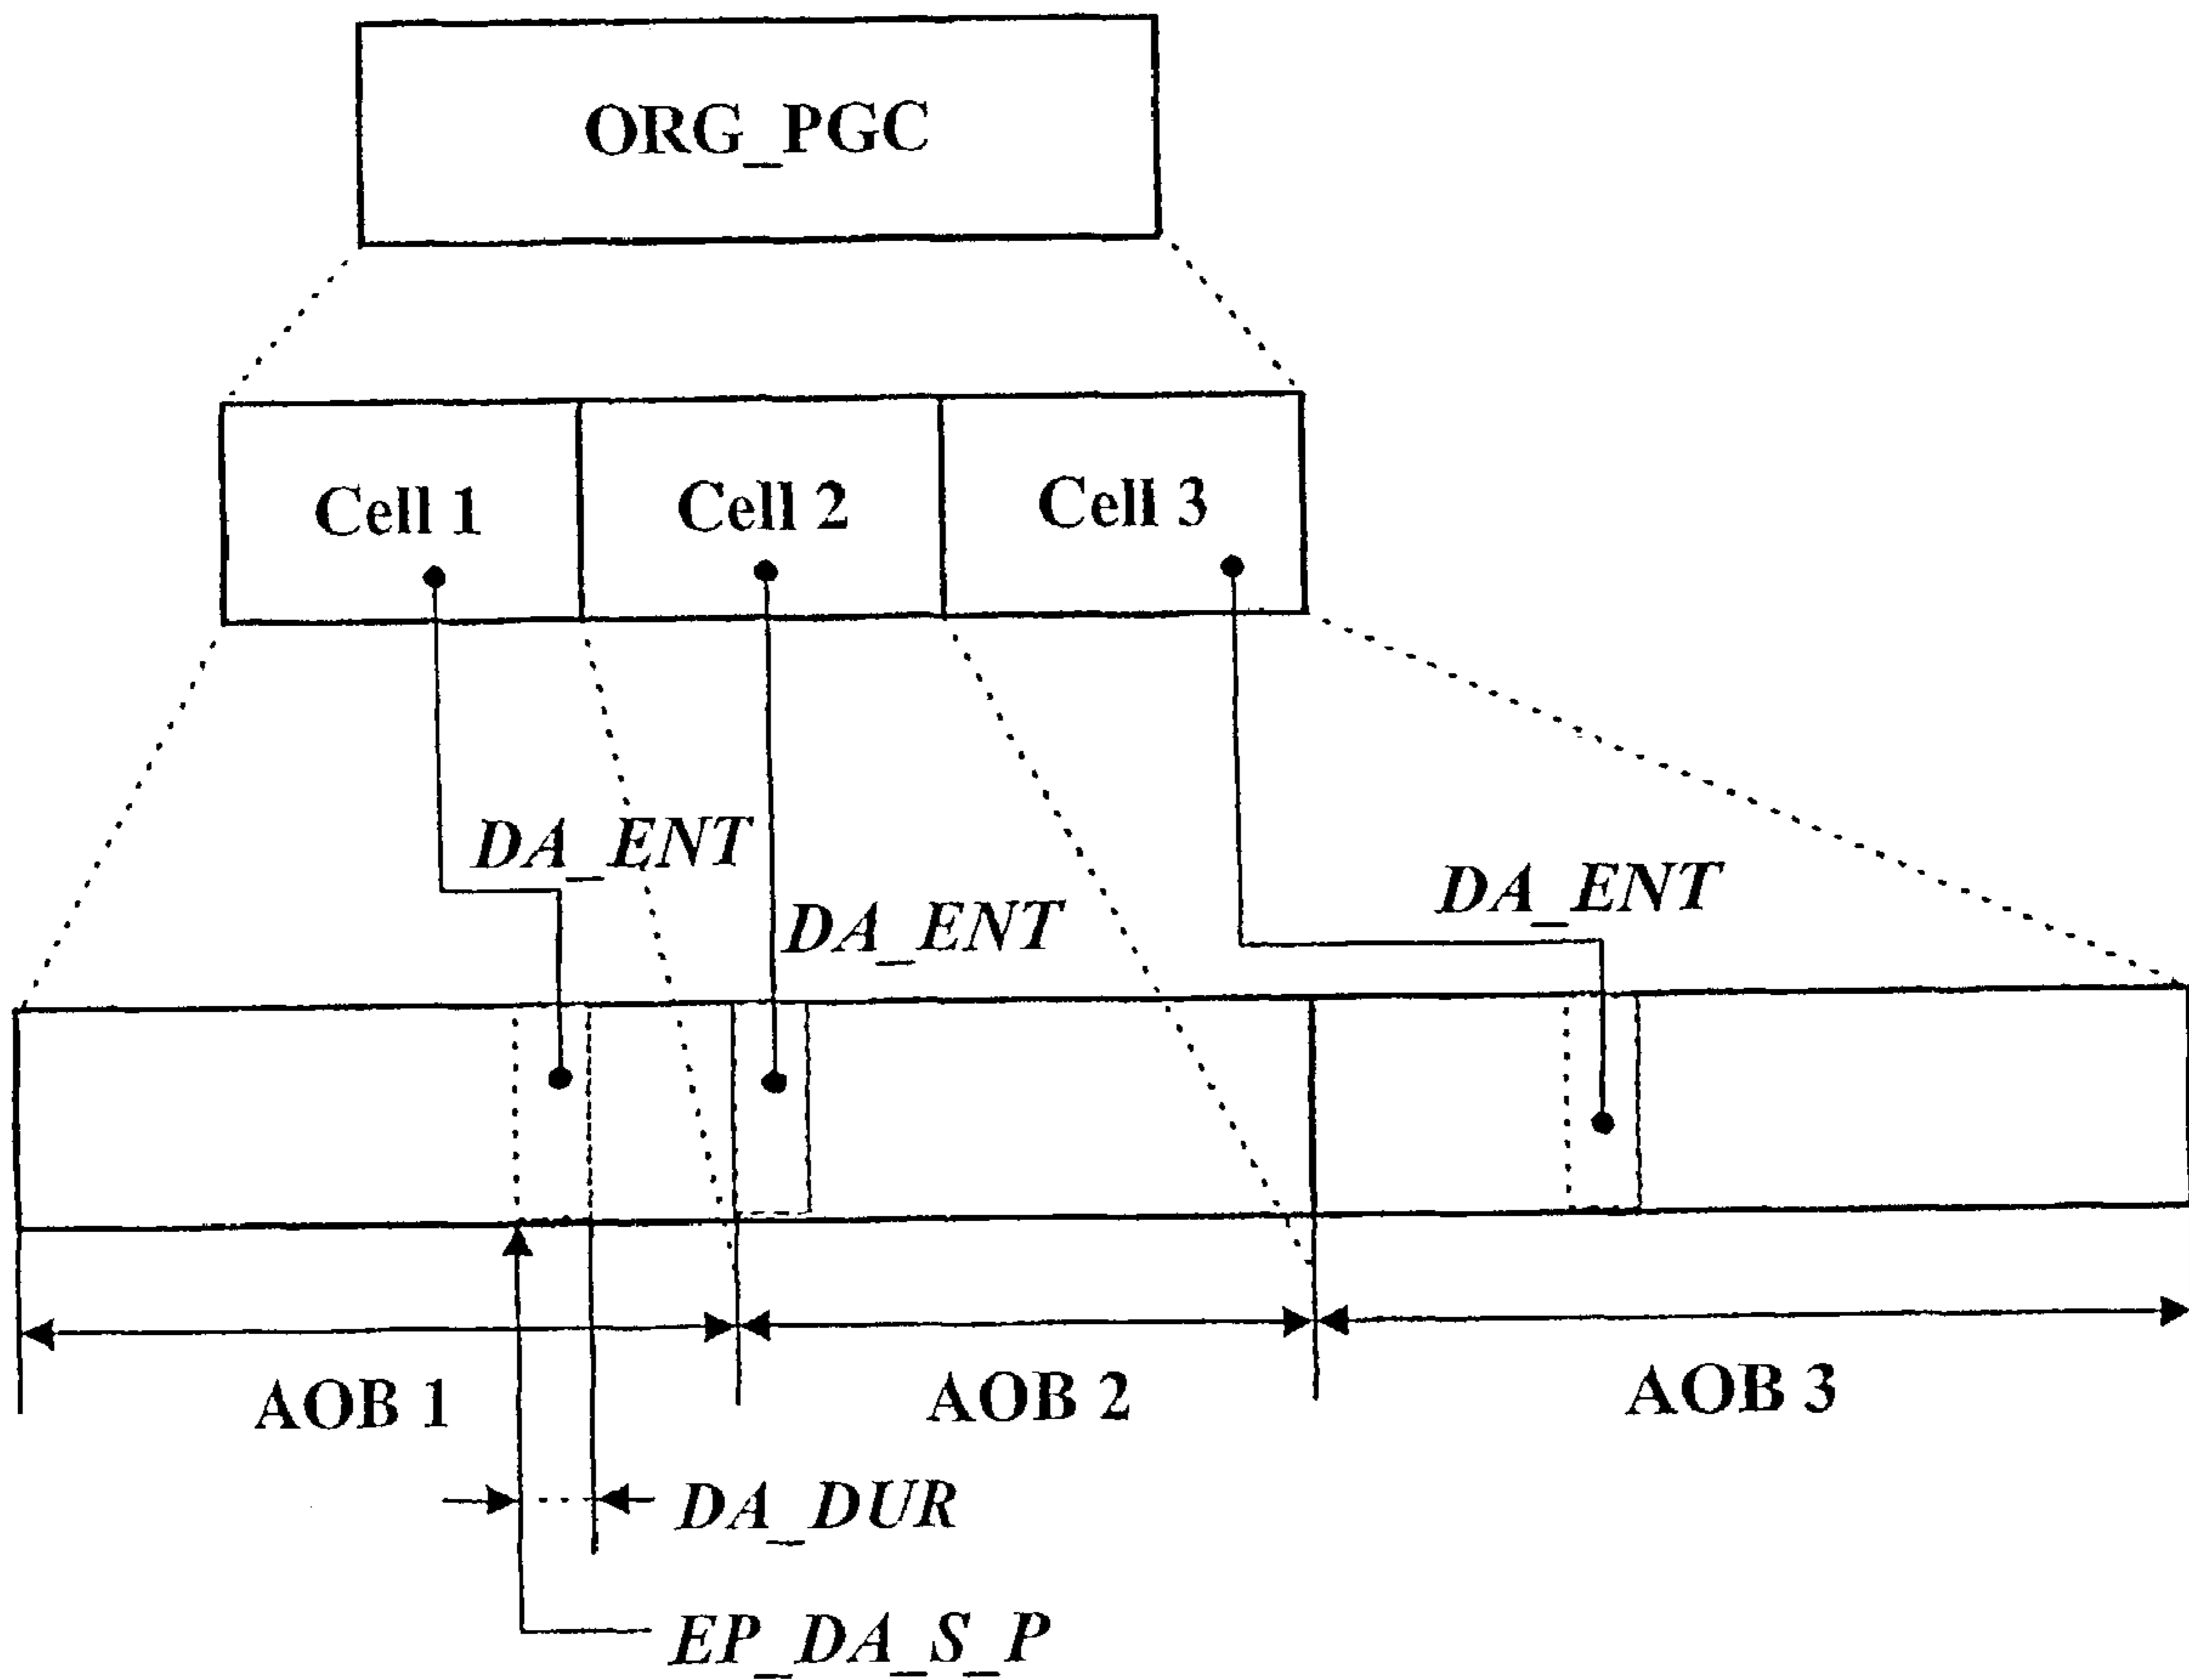 ORG_PGC
Cell 1
Cell 2
Cell 3
DA_ENT
DA_ENT
DA_ENT
AOB 1
AOB 2
AOB 3
DA_DUR
EP_DA_S_P